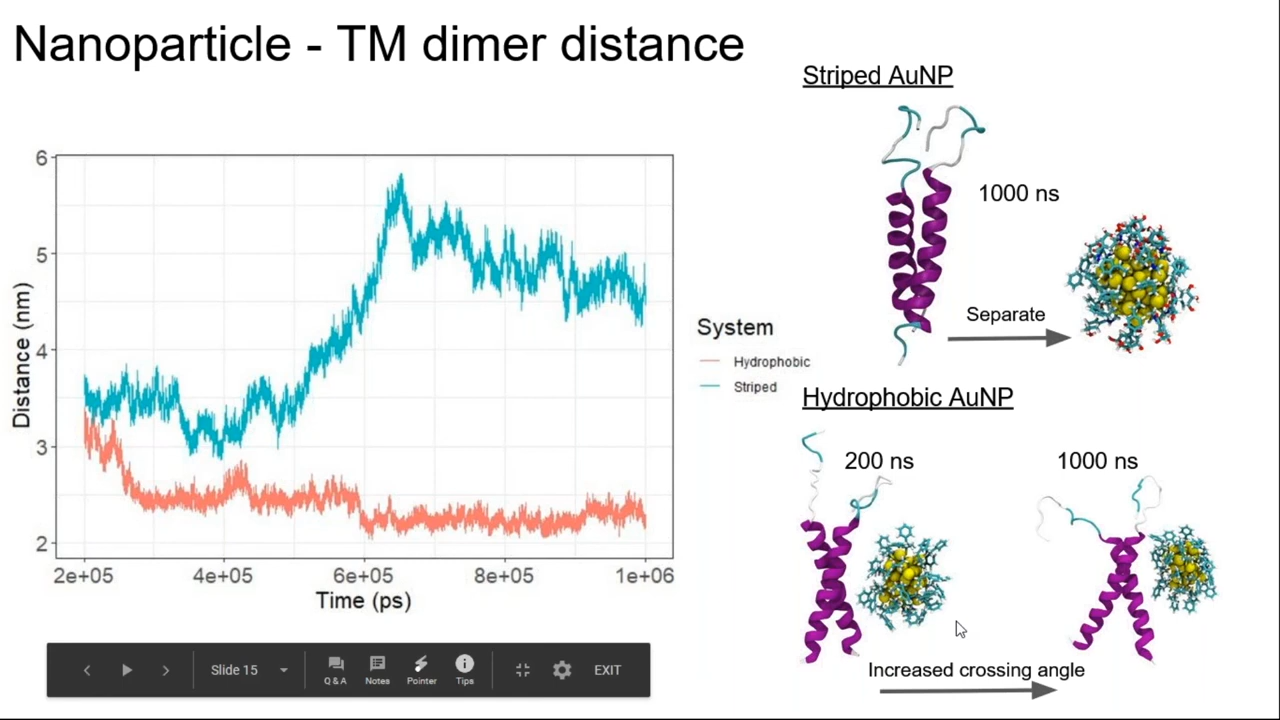 Nanoparticle - TM dimer distance
6
5
4
3
2
Distance (nm)
2e+05 4e+05 6e+05 8e+05 1e+06
Time (ps)
System
Hydrophobic
Striped
Striped AuNP
1000 ns
Separate
Hydrophobic AuNP
200 ns
1000 ns
Increased crossing angle
Slide 15
Q & A Notes Pointer Tips
EXIT